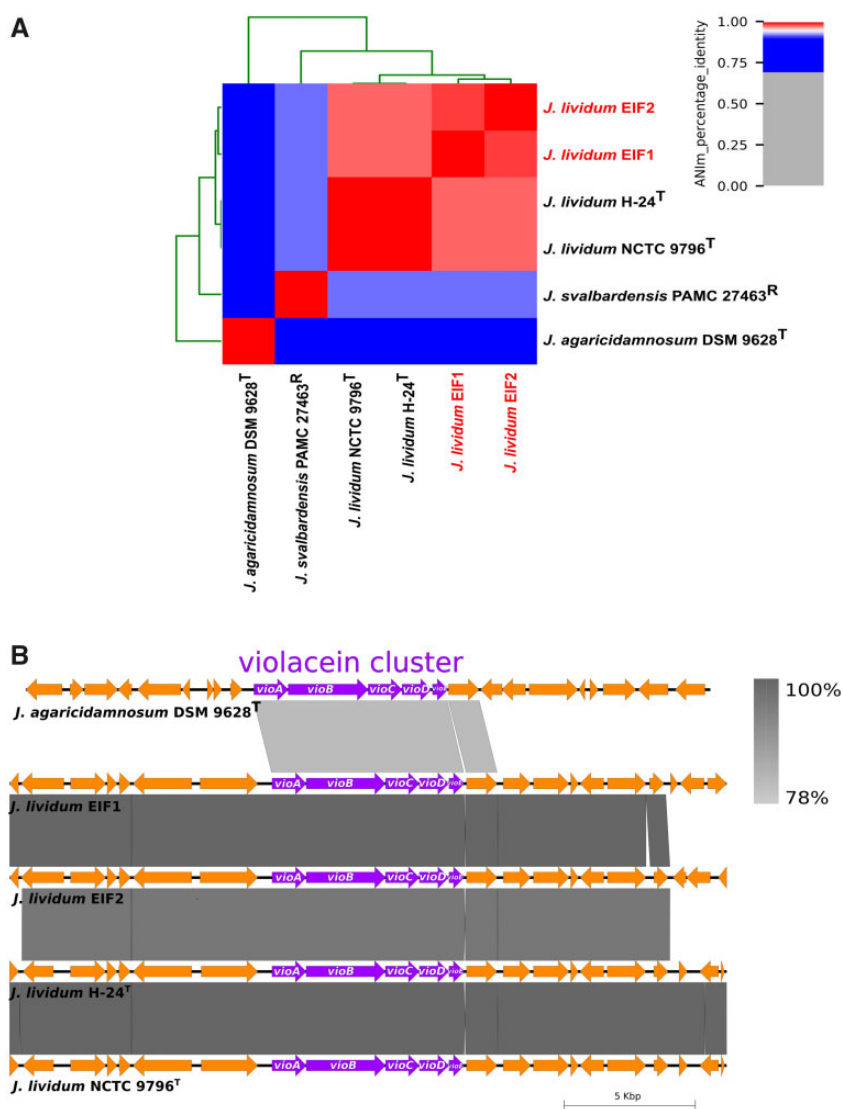 A
1.00
0.75
0.50
0.25
0.00
ANIm_percentage_identity
J. lividum EIF2
J. lividum EIF1
J. lividum H-24T
J. lividum NCTC 9796T
J. svalbardensis PAMC 27463R
J. agaricidamnosum DSM 9628T
J. agaricidamnosum DSM 9628T
J. svalbardensis PAMC 27463R
J. lividum NCTC 9796T
J. lividum H-24T
J. lividum EIF1
J. lividum EIF2
B
violacein cluster
vioA vioB vioC vioD
J. agaricidamnosum DSM 9628T
100%
78%
vioA vioB vioC vioD vioE
J. lividum EIF1
vioA vioB vioC vioD vioE
J. lividum EIF2
vioA vioB vioC vioD vioE
J. lividum H-24T
vioA vioB vioC vioD vioE
J. lividum NCTC 9796T
5 Kbp